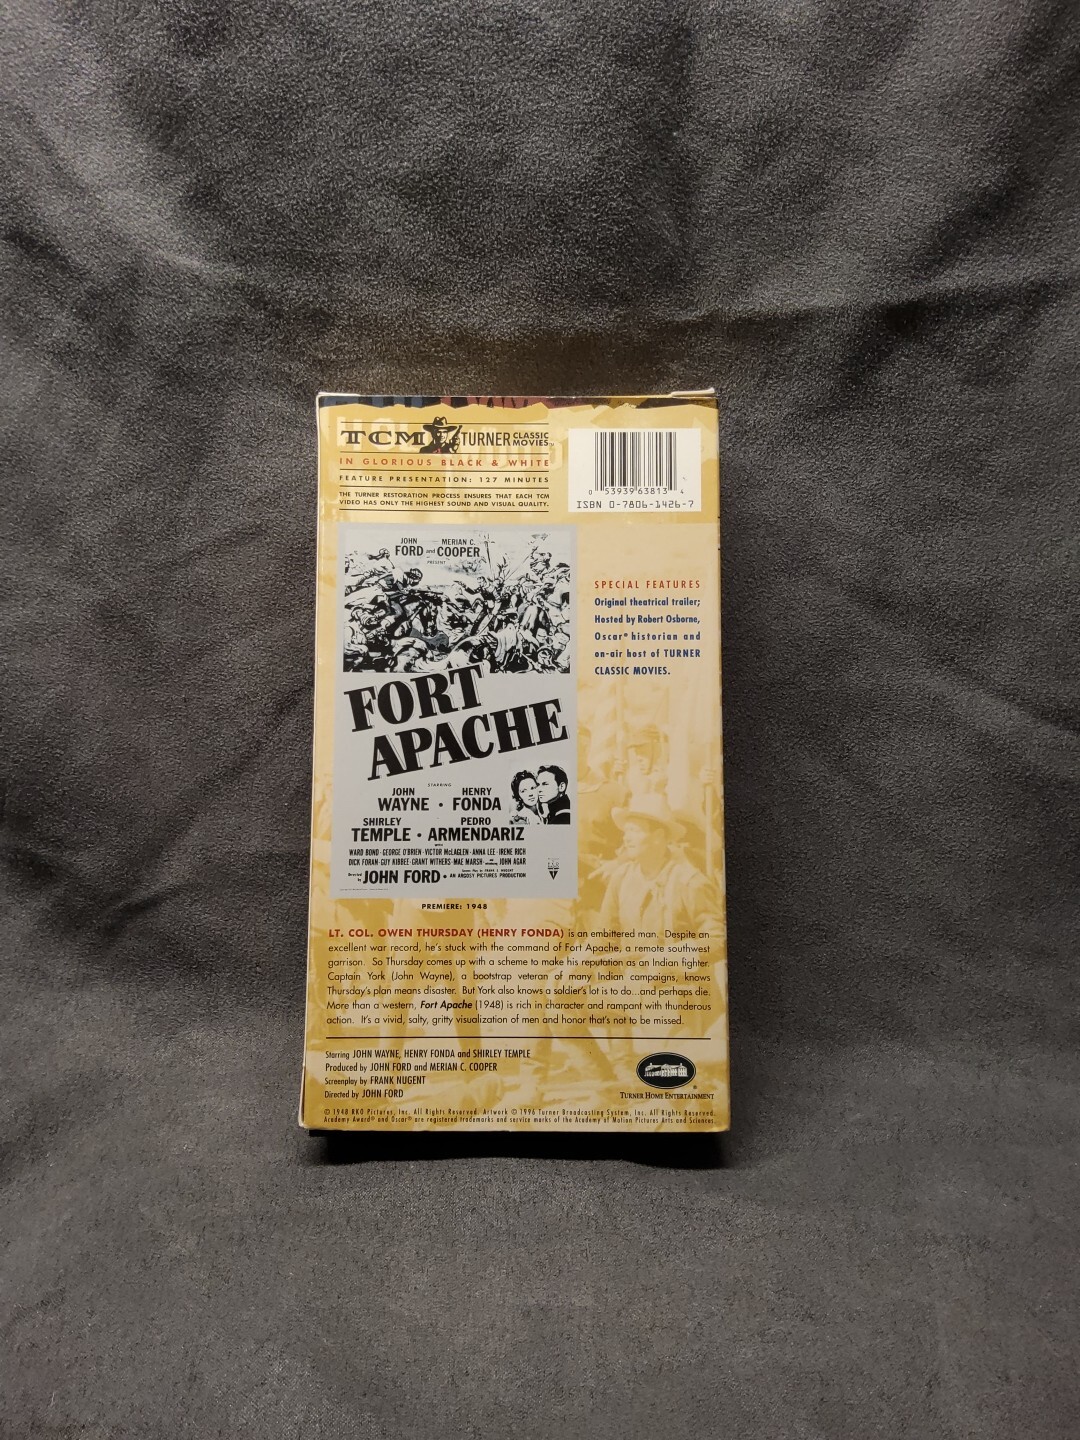 TCM TURNER CLASSIC MOVIES
IN GLORIOUS BLACK & WHITE
FEATURE PRESENTATION: 127 MINUTES
THE TURNER RESTORATION PROCESS ENSURES THAT EACH TCM
VIDEO HAS ONLY THE HIGHEST SOUND AND VISUAL QUALITY.
0 53939 63813 4
ISBN 0-7806-1426-7
JOHN FORD and MERIAN C. COOPER
PRESENT
FORT
APACHE
STARRING
JOHN WAYNE • HENRY FONDA
SHIRLEY TEMPLE • PEDRO ARMENDARIZ
WITH
WARD BOND · GEORGE O'BRIEN · VICTOR McLAGLEN · ANNA LEE · IRENE RICH
DICK FORAN · GUY KIBBEE · GRANT WITHERS · MAE MARSH · JOHN AGAR
Directed by JOHN FORD • AN ARGOSY PICTURES PRODUCTION
PREMIERE: 1948
SPECIAL FEATURES
Original theatrical trailer;
Hosted by Robert Osborne,
Oscar® historian and
on-air host of TURNER
CLASSIC MOVIES.
LT. COL. OWEN THURSDAY (HENRY FONDA) is an embittered man. Despite an
excellent war record, he's stuck with the command of Fort Apache, a remote southwest
garrison. So Thursday comes up with a scheme to make his reputation as an Indian fighter.
Captain York (John Wayne), a bootstrap veteran of many Indian campaigns, knows
Thursday's plan means disaster. But York also knows a soldier's lot is to do...and perhaps die.
More than a western, Fort Apache (1948) is rich in character and rampant with thunderous
action. It's a vivid, salty, gritty visualization of men and honor that's not to be missed.
Starring JOHN WAYNE, HENRY FONDA and SHIRLEY TEMPLE
Produced by JOHN FORD and MERIAN C. COOPER
Screenplay by FRANK NUGENT
Directed by JOHN FORD
TURNER HOME ENTERTAINMENT
© 1948 RKO Pictures, Inc. All Rights Reserved. Artwork © 1996 Turner Broadcasting System, Inc. All Rights Reserved.
Academy Award® and Oscar® are registered trademarks and service marks of the Academy of Motion Pictures Arts and Sciences.